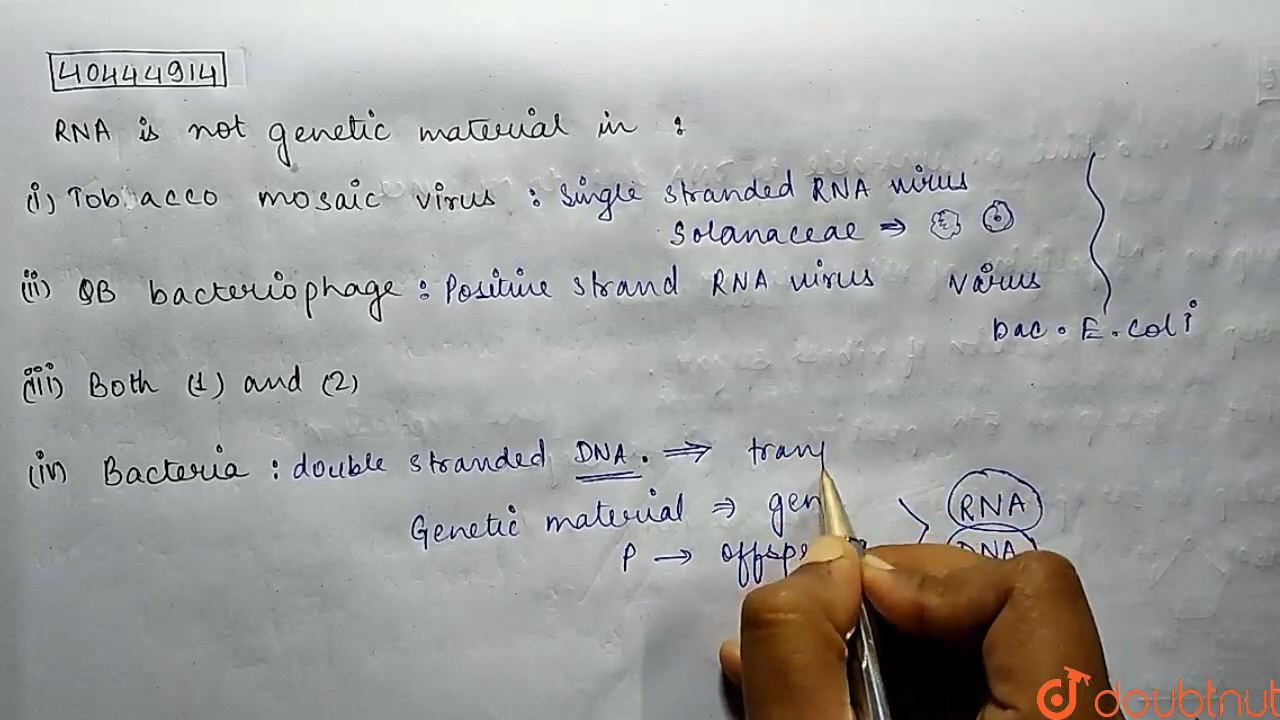 40444914
RNA is not genetic material in :
(i) Tobacco mosaic virus : Single stranded RNA virus
Solanaceae ⇒
(ii) QB bacteriophage : Positive strand RNA virus Virus
bac. E. coli
(iii) Both (1) and (2)
(iv) Bacteria : double stranded DNA. ⇒ trans
Genetic material ⇒ gen RNA
P → offsp DNA
doubtnut